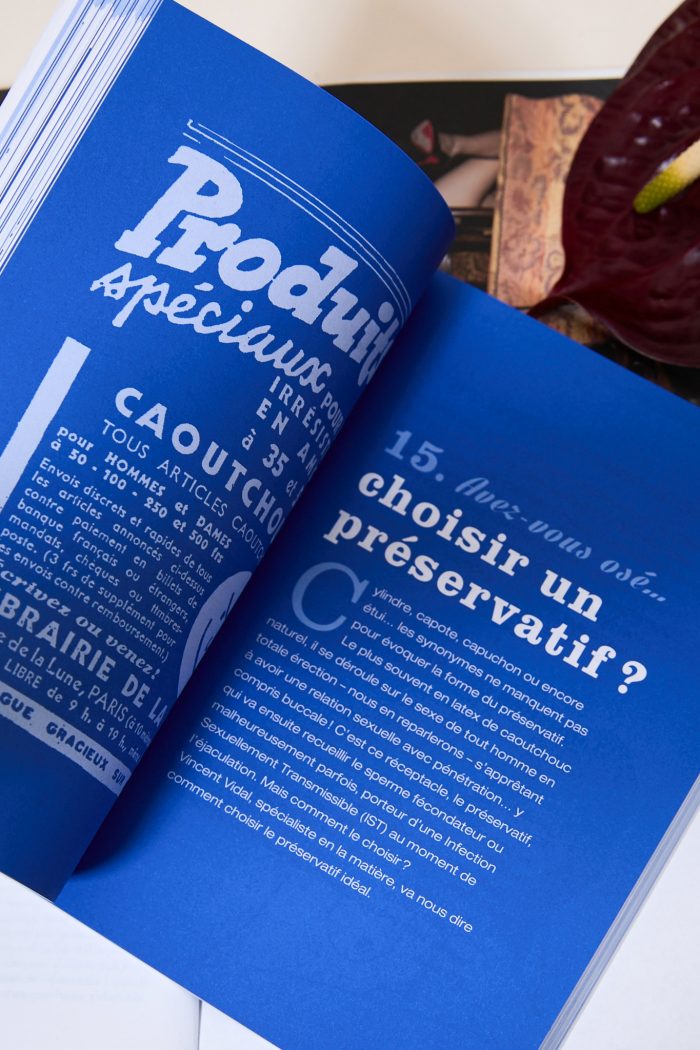 Produits
spéciaux pour
IRRÉSIS
EN AM
à 35 et
CAOUTCHO
TOUS ARTICLES CAOUTCH
pour HOMMES et DAMES
à 50 - 100 - 250 et 500 frs
Envois discrets et rapides de tous
les articles annoncés ci-dessus
contre paiement en billets de
banque français ou étrangers,
mandats, chèques ou timbres-
poste. (3 frs de supplément pour
es envois contre remboursement.)
crivez ou venez!
IBRAIRIE DE LA
e de la Lune, PARIS (à 10 m
LIBRE de 9 h. à 19 h.
GUE GRACIEUX SUR
15. Avez-vous osé...
choisir un
préservatif ?
Cylindre, capote, capuchon ou encore
étui... les synonymes ne manquent pas
pour évoquer la forme du préservatif.
Le plus souvent en latex de caoutchouc
naturel, il se déroule sur le sexe de tout homme en
totale érection – nous en reparlerons – s'apprêtant
à avoir une relation sexuelle avec pénétration... y
compris buccale ! C'est ce réceptacle, le préservatif,
qui va ensuite recueillir le sperme fécondateur ou
malheureusement parfois, porteur d'une Infection
Sexuellement Transmissible (IST) au moment de
l'éjaculation. Mais comment le choisir ?
Vincent Vidal, spécialiste en la matière, va nous dire
comment choisir le préservatif idéal.